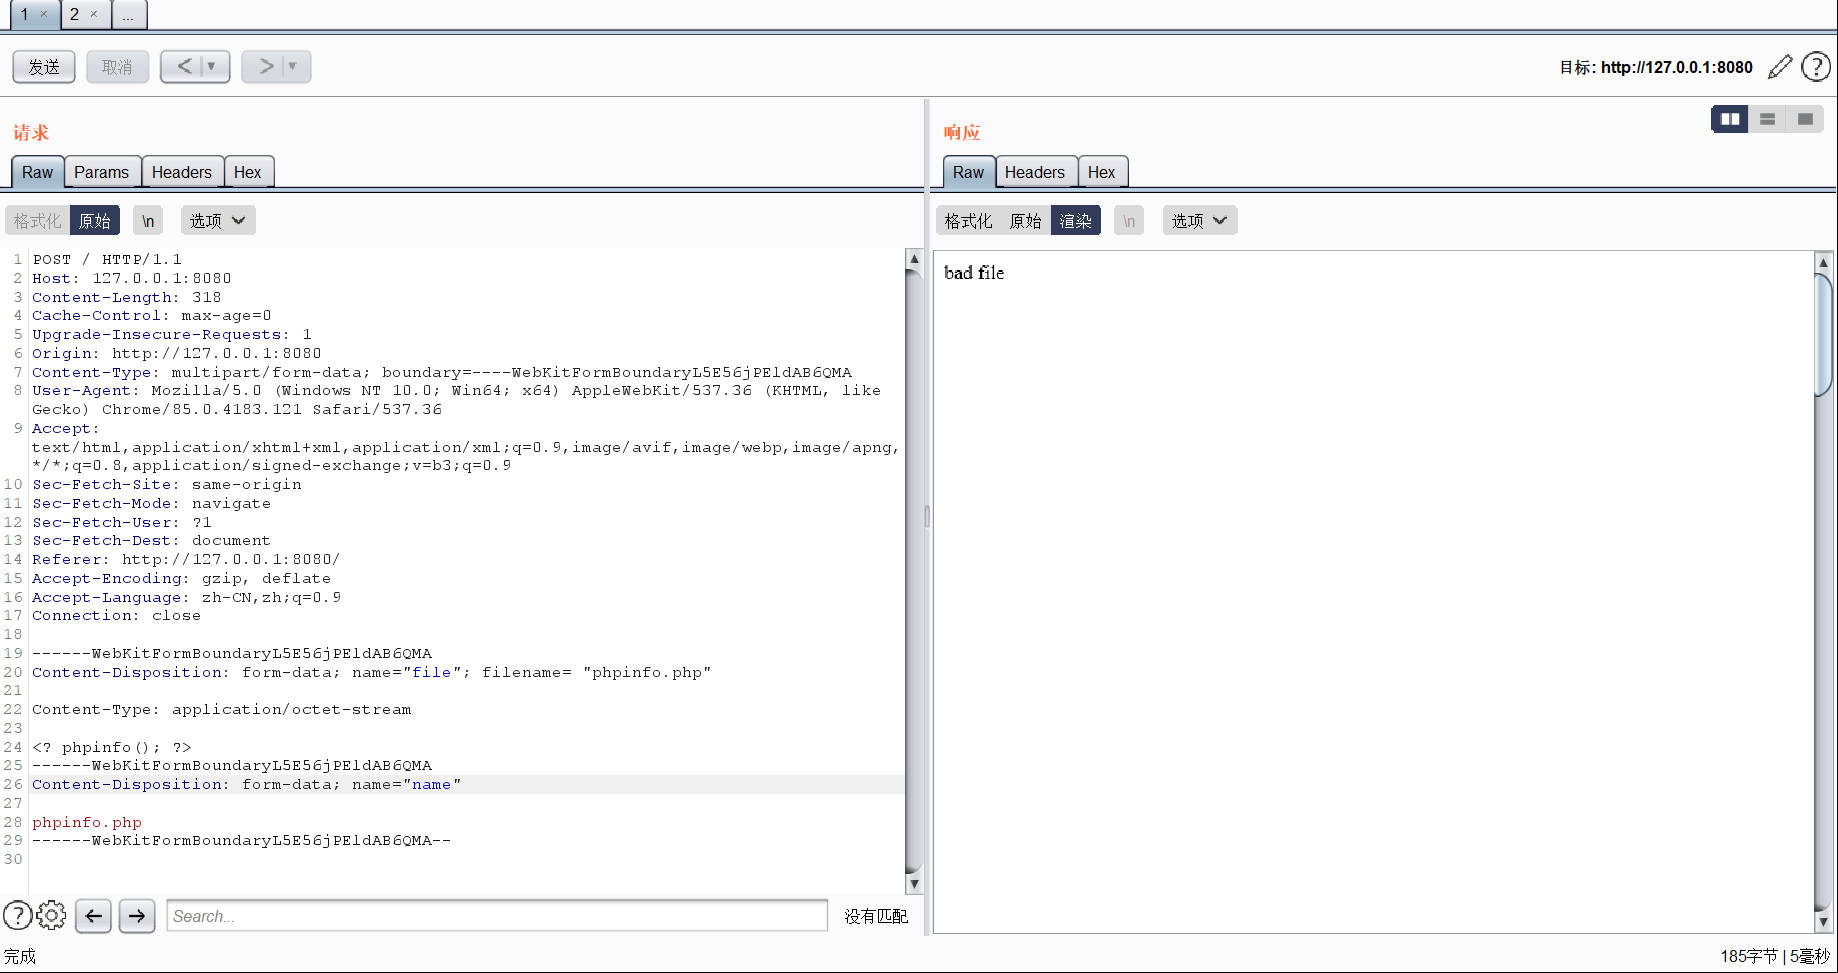 1 × 2 × ...
发送 取消 < ▼ > ▼ 目标: http://127.0.0.1:8080 ?
请求
Raw Params Headers Hex
格式化 原始 \n 选项
1 POST / HTTP/1.1
2 Host: 127.0.0.1:8080
3 Content-Length: 318
4 Cache-Control: max-age=0
5 Upgrade-Insecure-Requests: 1
6 Origin: http://127.0.0.1:8080
7 Content-Type: multipart/form-data; boundary=----WebKitFormBoundaryL5E56jPEldAB6QMA
8 User-Agent: Mozilla/5.0 (Windows NT 10.0; Win64; x64) AppleWebKit/537.36 (KHTML, like
Gecko) Chrome/85.0.4183.121 Safari/537.36
9 Accept:
text/html,application/xhtml+xml,application/xml;q=0.9,image/avif,image/webp,image/apng,
*/*;q=0.8,application/signed-exchange;v=b3;q=0.9
10 Sec-Fetch-Site: same-origin
11 Sec-Fetch-Mode: navigate
12 Sec-Fetch-User: ?1
13 Sec-Fetch-Dest: document
14 Referer: http://127.0.0.1:8080/
15 Accept-Encoding: gzip, deflate
16 Accept-Language: zh-CN,zh;q=0.9
17 Connection: close
18
19 ------WebKitFormBoundaryL5E56jPEldAB6QMA
20 Content-Disposition: form-data; name="file"; filename= "phpinfo.php"
21
22 Content-Type: application/octet-stream
23
24 <? phpinfo(); ?>
25 ------WebKitFormBoundaryL5E56jPEldAB6QMA
26 Content-Disposition: form-data; name="name"
27
28 phpinfo.php
29 ------WebKitFormBoundaryL5E56jPEldAB6QMA--
30
? Search... 没有匹配
响应
Raw Headers Hex
格式化 原始 渲染 \n 选项
bad file
完成 185字节 | 5毫秒